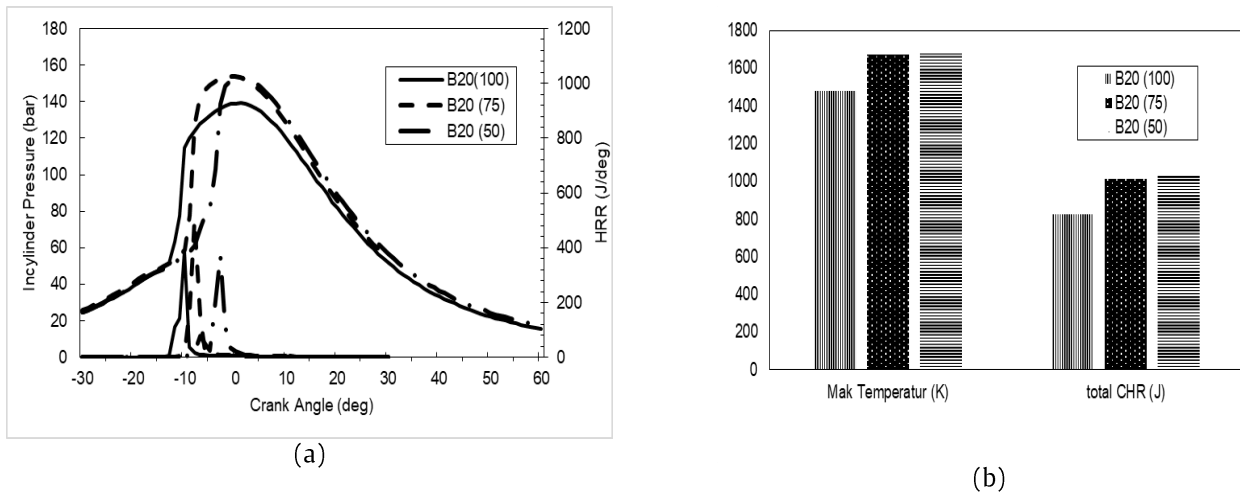 180
160
140
120
100
80
60
40
20
0
Incylinder Pressure (bar)
1200
1000
800
600
400
200
0
HRR (J/deg)
B20(100)
B20 (75)
B20 (50)
-30
-20
-10
0
10
20
30
40
50
60
Crank Angle (deg)
(a)
1800
1600
1400
1200
1000
800
600
400
200
0
B20 (100)
B20 (75)
B20 (50)
Mak Temperatur (K)
total CHR (J)
(b)